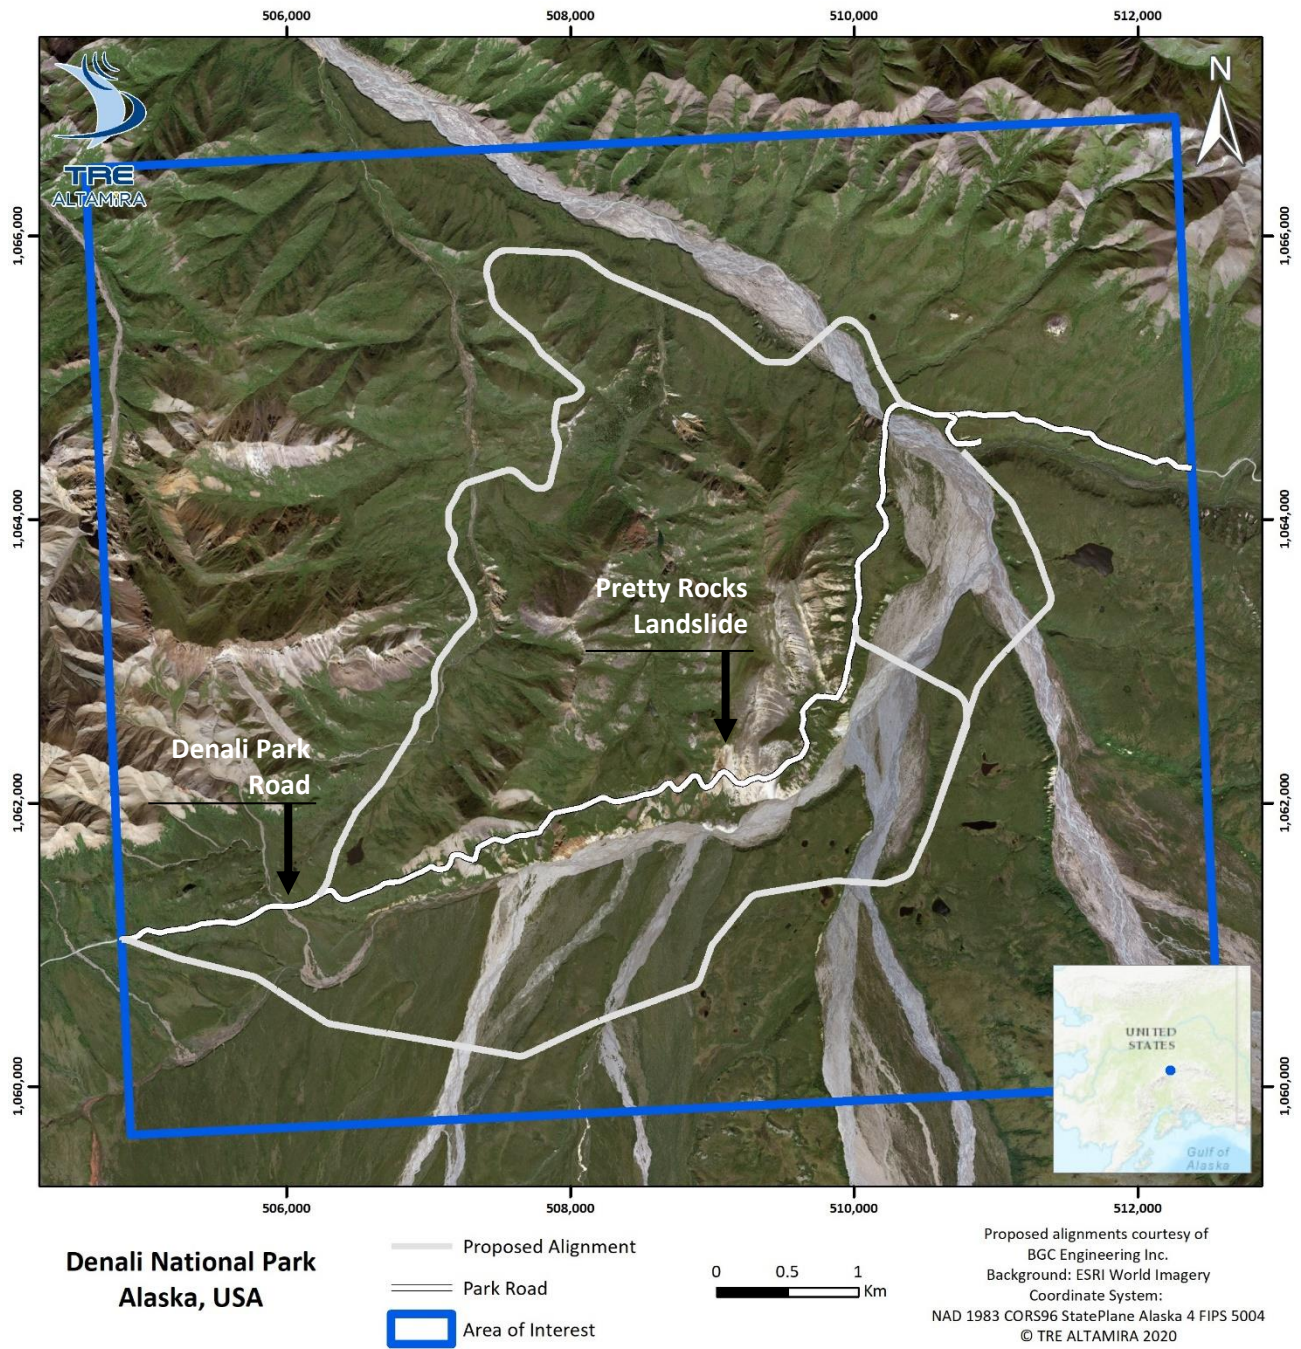 506,000
508,000
510,000
512,000
N
TRE
ALTAMIRA
1,066,000
1,066,000
1,064,000
1,064,000
Pretty Rocks
Landslide
Denali Park
Road
1,062,000
1,062,000
UNITED
STATES
1,060,000
1,060,000
Gulf of
Alaska
506,000
508,000
510,000
512,000
Denali National Park
Alaska, USA
Proposed Alignment
Park Road
Area of Interest
0 0.5 1
Km
Proposed alignments courtesy of
BGC Engineering Inc.
Background: ESRI World Imagery
Coordinate System:
NAD 1983 CORS96 StatePlane Alaska 4 FIPS 5004
© TRE ALTAMIRA 2020